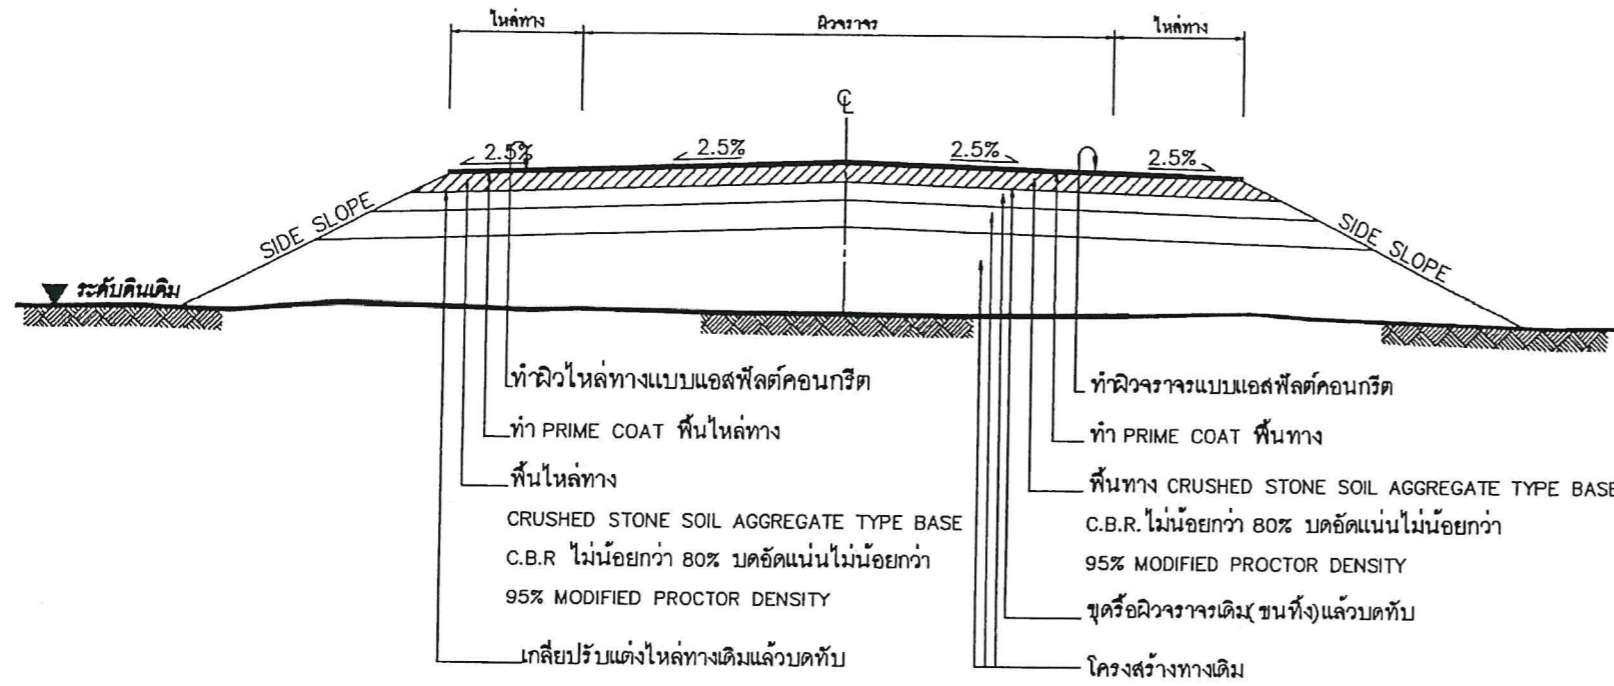 ไหล่ทาง
ผิวจราจร
ไหล่ทาง
℄
2.5%
2.5%
2.5%
2.5%
SIDE SLOPE
SIDE SLOPE
ระดับดินเดิม
ทำผิวไหล่ทางแบบแอสฟัลต์คอนกรีต
ทำ PRIME COAT พื้นไหล่ทาง
พื้นไหล่ทาง
CRUSHED STONE SOIL AGGREGATE TYPE BASE
C.B.R ไม่น้อยกว่า 80% บดอัดแน่นไม่น้อยกว่า
95% MODIFIED PROCTOR DENSITY
เกลี่ยปรับแต่งไหล่ทางเดิมแล้วบดทับ
ทำผิวจราจรแบบแอสฟัลต์คอนกรีต
ทำ PRIME COAT พื้นทาง
พื้นทาง CRUSHED STONE SOIL AGGREGATE TYPE BASE
C.B.R. ไม่น้อยกว่า 80% บดอัดแน่นไม่น้อยกว่า
95% MODIFIED PROCTOR DENSITY
ขุดรื้อผิวจราจรเดิม(ขนทิ้ง)แล้วบดทับ
โครงสร้างทางเดิม